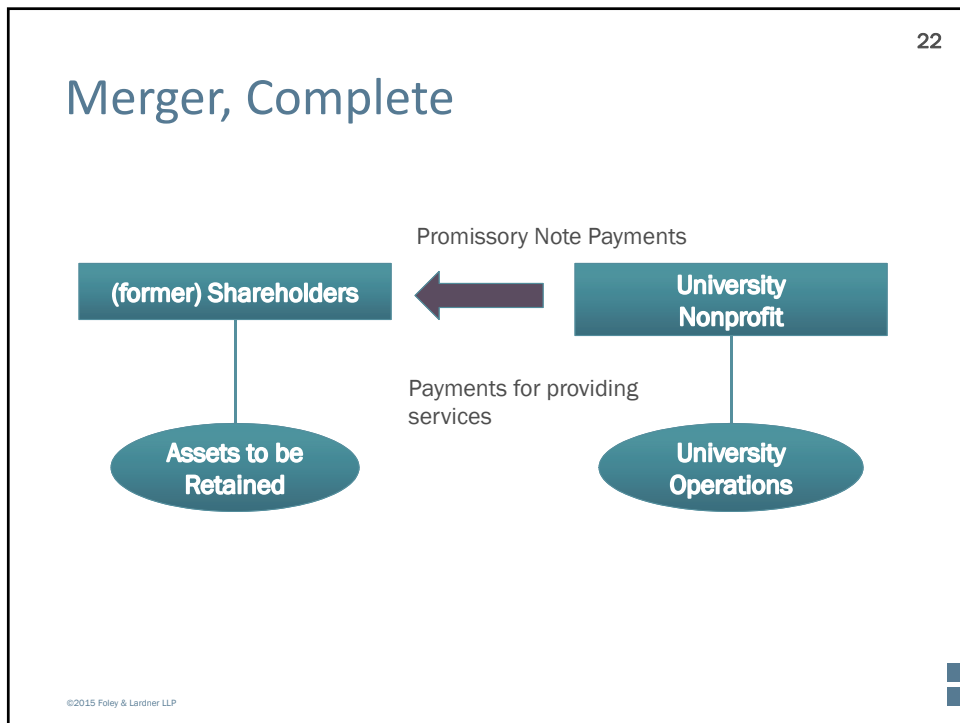 22
Merger, Complete
Promissory Note Payments
(former) Shareholders
University
Nonprofit
Payments for providing
services
Assets to be
Retained
University
Operations
©2015 Foley & Lardner LLP